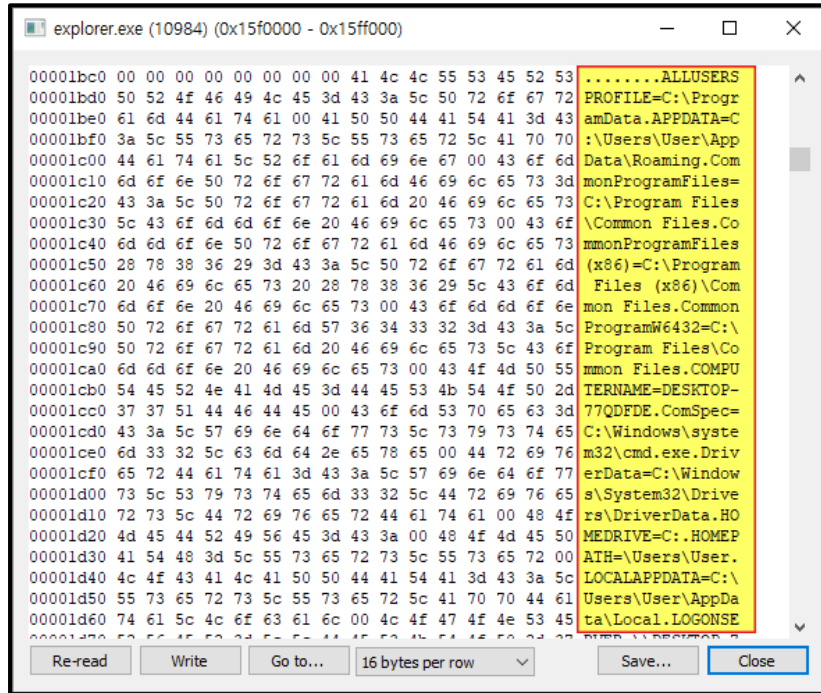 explorer.exe (10984) (0x15f0000 - 0x15ff000)
00001bc0 00 00 00 00 00 00 00 00 41 4c 4c 55 53 45 52 53 ........ALLUSERS
00001bd0 50 52 4f 46 49 4c 45 3d 43 3a 5c 50 72 6f 67 72 PROFILE=C:\Progr
00001be0 61 6d 44 61 74 61 00 41 50 50 44 41 54 41 3d 43 amData.APPDATA=C
00001bf0 3a 5c 55 73 65 72 73 5c 55 73 65 72 5c 41 70 70 :\Users\User\App
00001c00 44 61 74 61 5c 52 6f 61 6d 69 6e 67 00 43 6f 6d Data\Roaming.Com
00001c10 6d 6f 6e 50 72 6f 67 72 61 6d 46 69 6c 65 73 3d monProgramFiles=
00001c20 43 3a 5c 50 72 6f 67 72 61 6d 20 46 69 6c 65 73 C:\Program Files
00001c30 5c 43 6f 6d 6d 6f 6e 20 46 69 6c 65 73 00 43 6f \Common Files.Co
00001c40 6d 6d 6f 6e 50 72 6f 67 72 61 6d 46 69 6c 65 73 mmonProgramFiles
00001c50 28 78 38 36 29 3d 43 3a 5c 50 72 6f 67 72 61 6d (x86)=C:\Program
00001c60 20 46 69 6c 65 73 20 28 78 38 36 29 5c 43 6f 6d  Files (x86)\Com
00001c70 6d 6f 6e 20 46 69 6c 65 73 00 43 6f 6d 6d 6f 6e mon Files.Common
00001c80 50 72 6f 67 72 61 6d 57 36 34 33 32 3d 43 3a 5c ProgramW6432=C:\
00001c90 50 72 6f 67 72 61 6d 20 46 69 6c 65 73 5c 43 6f Program Files\Co
00001ca0 6d 6d 6f 6e 20 46 69 6c 65 73 00 43 4f 4d 50 55 mmon Files.COMPU
00001cb0 54 45 52 4e 41 4d 45 3d 44 45 53 4b 54 4f 50 2d TERNAME=DESKTOP-
00001cc0 37 37 51 44 46 44 45 00 43 6f 6d 53 70 65 63 3d 77QDFDE.ComSpec=
00001cd0 43 3a 5c 57 69 6e 64 6f 77 73 5c 73 79 73 74 65 C:\Windows\syste
00001ce0 6d 33 32 5c 63 6d 64 2e 65 78 65 00 44 72 69 76 m32\cmd.exe.Driv
00001cf0 65 72 44 61 74 61 3d 43 3a 5c 57 69 6e 64 6f 77 erData=C:\Window
00001d00 73 5c 53 79 73 74 65 6d 33 32 5c 44 72 69 76 65 s\System32\Drive
00001d10 72 73 5c 44 72 69 76 65 72 44 61 74 61 00 48 4f rs\DriverData.HO
00001d20 4d 45 44 52 49 56 45 3d 43 3a 00 48 4f 4d 45 50 MEDRIVE=C:.HOMEP
00001d30 41 54 48 3d 5c 55 73 65 72 73 5c 55 73 65 72 00 ATH=\Users\User.
00001d40 4c 4f 43 41 4c 41 50 50 44 41 54 41 3d 43 3a 5c LOCALAPPDATA=C:\
00001d50 55 73 65 72 73 5c 55 73 65 72 5c 41 70 70 44 61 Users\User\AppDa
00001d60 74 61 5c 4c 6f 63 61 6c 00 4c 4f 47 4f 4e 53 45 ta\Local.LOGONSE
Re-read Write Go to... 16 bytes per row Save... Close